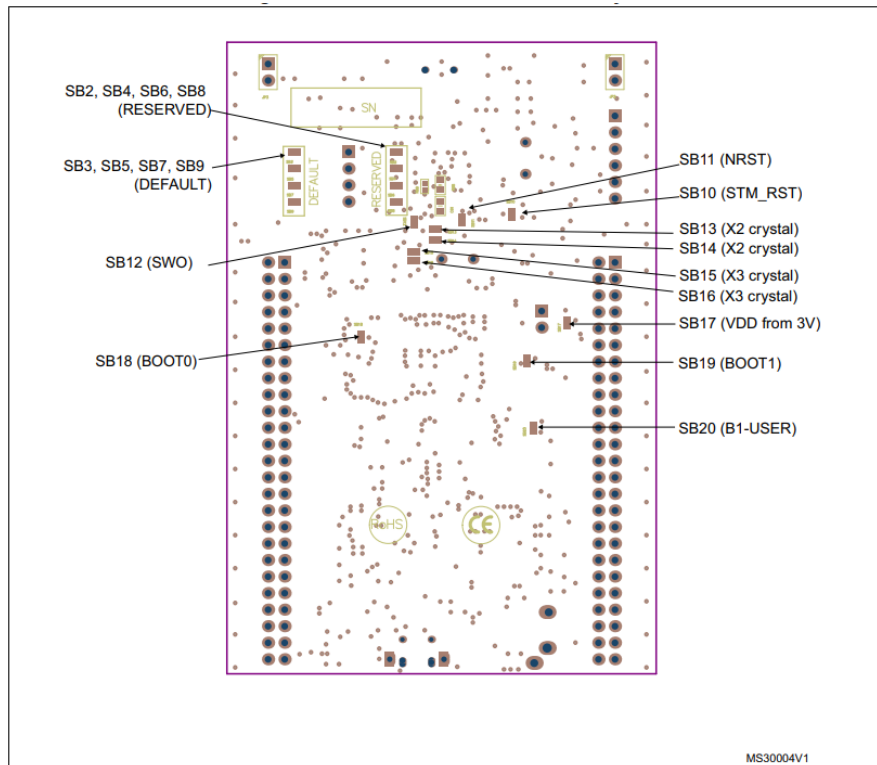 SN
SB2, SB4, SB6, SB8
(RESERVED)
SB3, SB5, SB7, SB9
(DEFAULT)
DEFAULT
RESERVED
SB11 (NRST)
SB10 (STM_RST)
SB13 (X2 crystal)
SB14 (X2 crystal)
SB12 (SWO)
SB15 (X3 crystal)
SB16 (X3 crystal)
SB17 (VDD from 3V)
SB18 (BOOT0)
SB19 (BOOT1)
SB20 (B1-USER)
RoHS
CE
MS30004V1